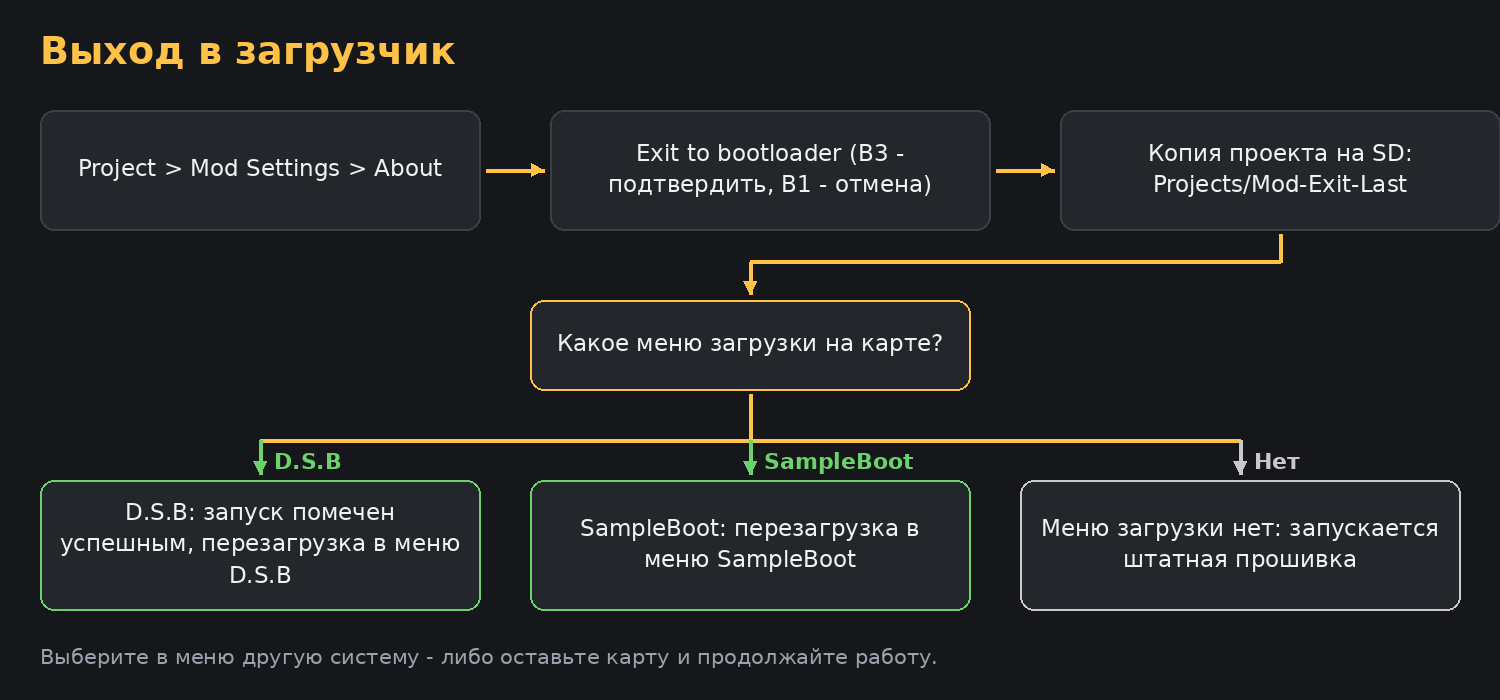 Выход в загрузчик
Project > Mod Settings > About
Exit to bootloader (B3 -
подтвердить, B1 - отмена)
Копия проекта на SD:
Projects/Mod-Exit-Last
Какое меню загрузки на карте?
D.S.B
SampleBoot
Нет
D.S.B: запуск помечен
успешным, перезагрузка в меню
D.S.B
SampleBoot: перезагрузка в
меню SampleBoot
Меню загрузки нет: запускается
штатная прошивка
Выберите в меню другую систему - либо оставьте карту и продолжайте работу.